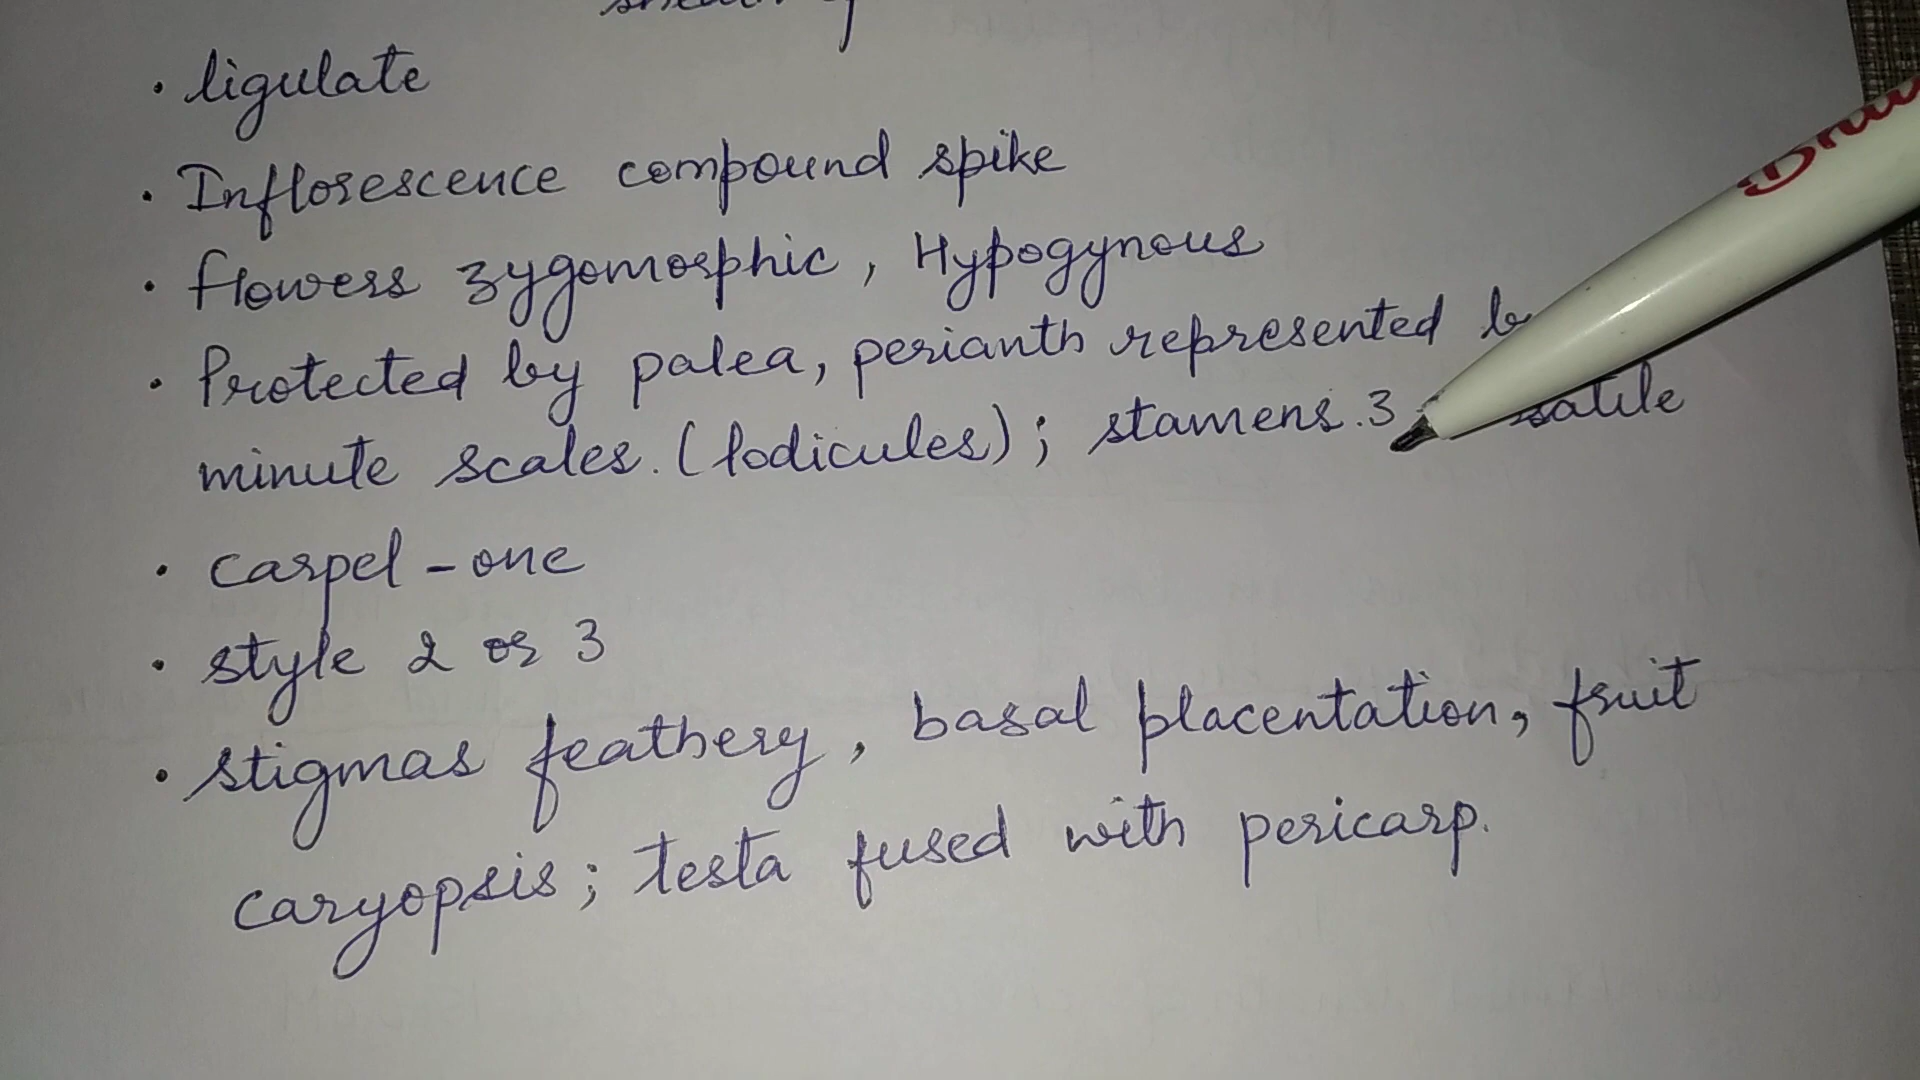 • ligulate
• Inflorescence compound spike
• flowers zygomorphic, Hypogynous
• Protected by palea, perianth represented
minute scales. (lodicules); stamens.3
• carpel - one
• style 2 or 3
• stigmas feathery, basal placentation, fruit
caryopsis; testa fused with pericarp.